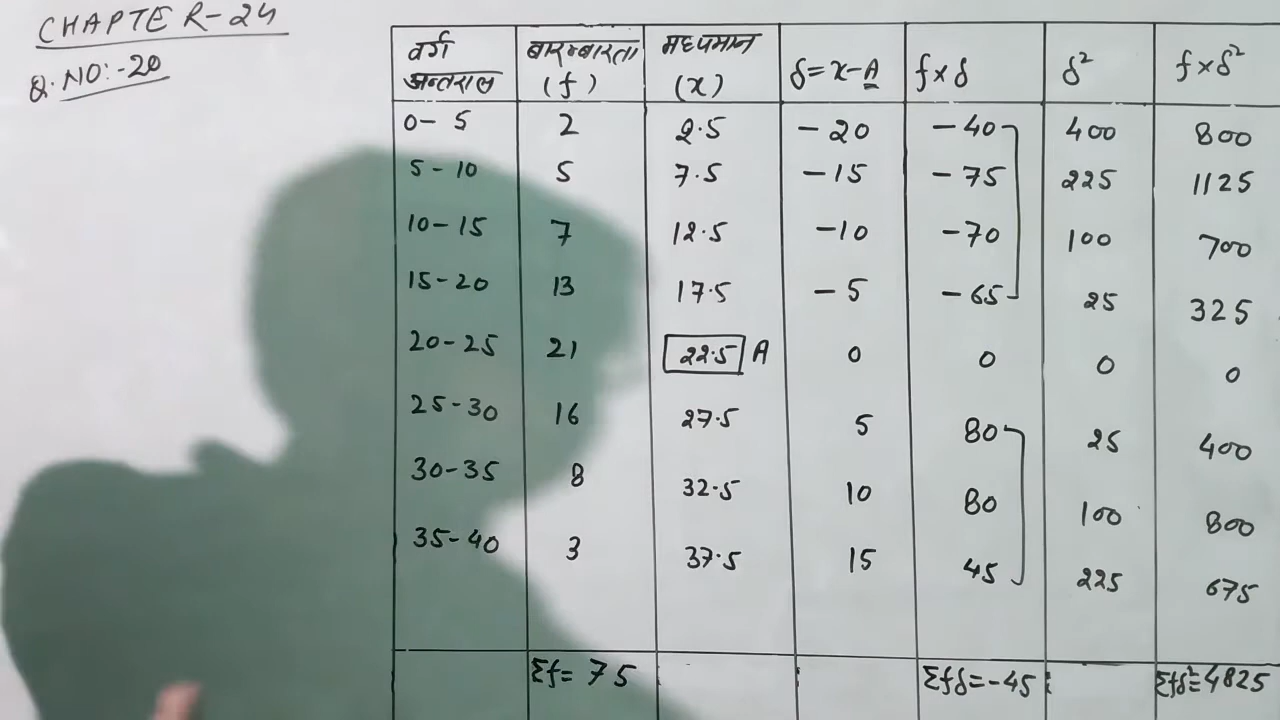 CHAPTER-24
Q.NO:-20
वर्ग अन्तराल | बारम्बारता (f) | मध्यमान (x) | δ=x-A | f×δ | δ² | f×δ²
0-5 | 2 | 2.5 | -20 | -40 | 400 | 800
5-10 | 5 | 7.5 | -15 | -75 | 225 | 1125
10-15 | 7 | 12.5 | -10 | -70 | 100 | 700
15-20 | 13 | 17.5 | -5 | -65 | 25 | 325
20-25 | 21 | 22.5 A | 0 | 0 | 0 | 0
25-30 | 16 | 27.5 | 5 | 80 | 25 | 400
30-35 | 8 | 32.5 | 10 | 80 | 100 | 800
35-40 | 3 | 37.5 | 15 | 45 | 225 | 675
Σf= 75 | Σfδ=-45 | Σfδ²=4825